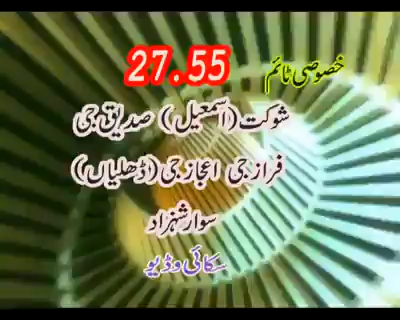 خصوصی ٹائم 27.55
شوکت (اسمعیل) صدیق جی
فراز جی اعجاز جی (ڈھلیاں)
سوار شہزاد
سکائی وڈیو